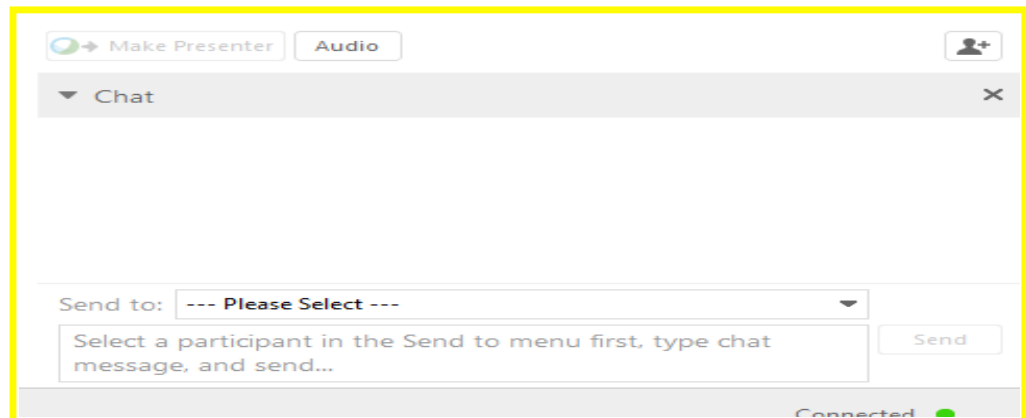 Make Presenter Audio
Chat
Send to: --- Please Select ---
Select a participant in the Send to menu first, type chat
message, and send...
Send
Connected